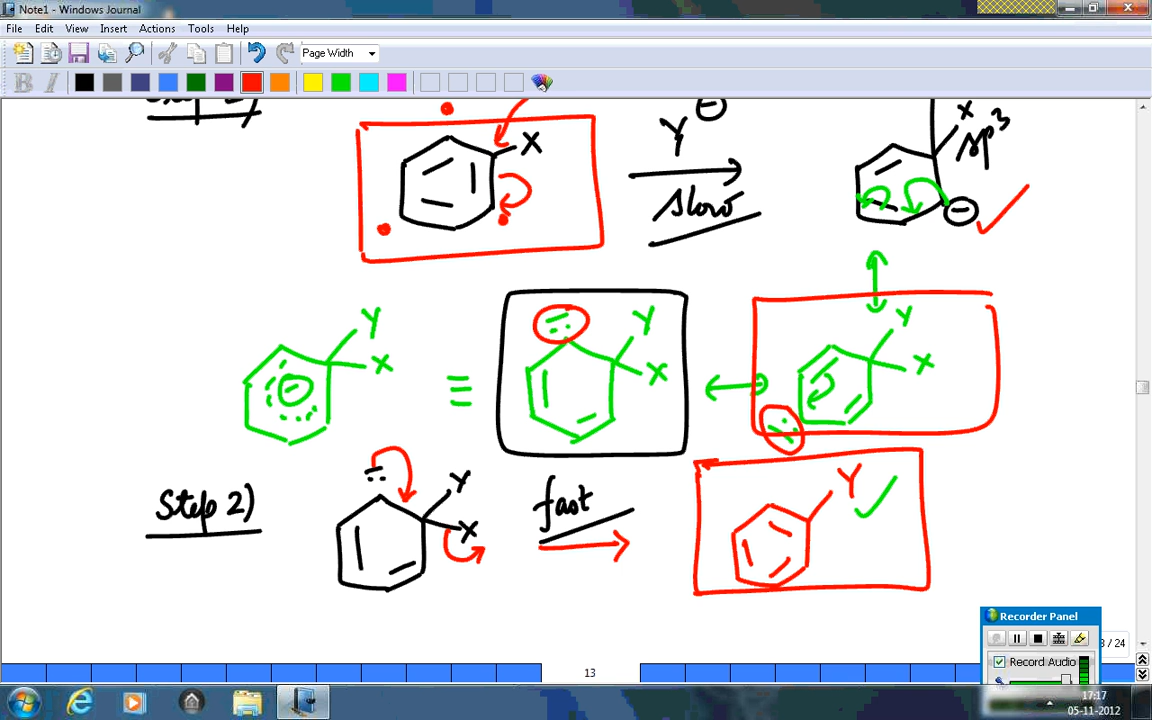 Note1 - Windows Journal
File Edit View Insert Actions Tools Help
Page Width
B I
X
Y ⊖
slow
X
sp³
⊖
Y
X
⊖
≡
Y
X
Y
X
Step 2)
Y
X
fast
Y
Recorder Panel
Record Audio
/ 24
13
17:17
05-11-2012